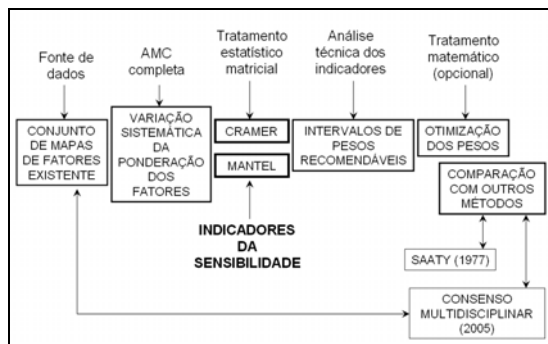 Fonte de
dados
AMC
completa
Tratamento
estatístico
matricial
Análise
técnica dos
indicadores
Tratamento
matemático
(opcional)
CONJUNTO
DE MAPAS
DE FATORES
EXISTENTE
VARIAÇÃO
SISTEMÁTICA
DA
PONDERAÇÃO
DOS
FATORES
CRAMER
MANTEL
INTERVALOS DE
PESOS
RECOMENDÁVEIS
OTIMIZAÇÃO
DOS PESOS
COMPARAÇÃO
COM OUTROS
MÉTODOS
INDICADORES
DA
SENSIBILIDADE
SAATY (1977)
CONSENSO
MULTIDISCIPLINAR
(2005)